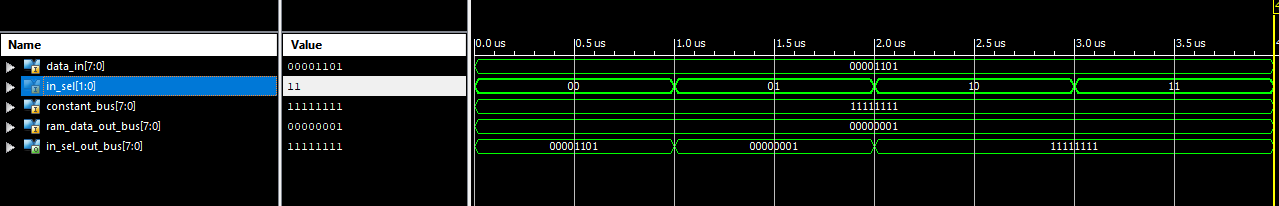 Name Value
0.0 us 0.5 us 1.0 us 1.5 us 2.0 us 2.5 us 3.0 us 3.5 us 4
data_in[7:0] 00001101 00001101
in_sel[1:0] 11 00 01 10 11
constant_bus[7:0] 11111111 11111111
ram_data_out_bus[7:0] 00000001 00000001
in_sel_out_bus[7:0] 11111111 00001101 00000001 11111111